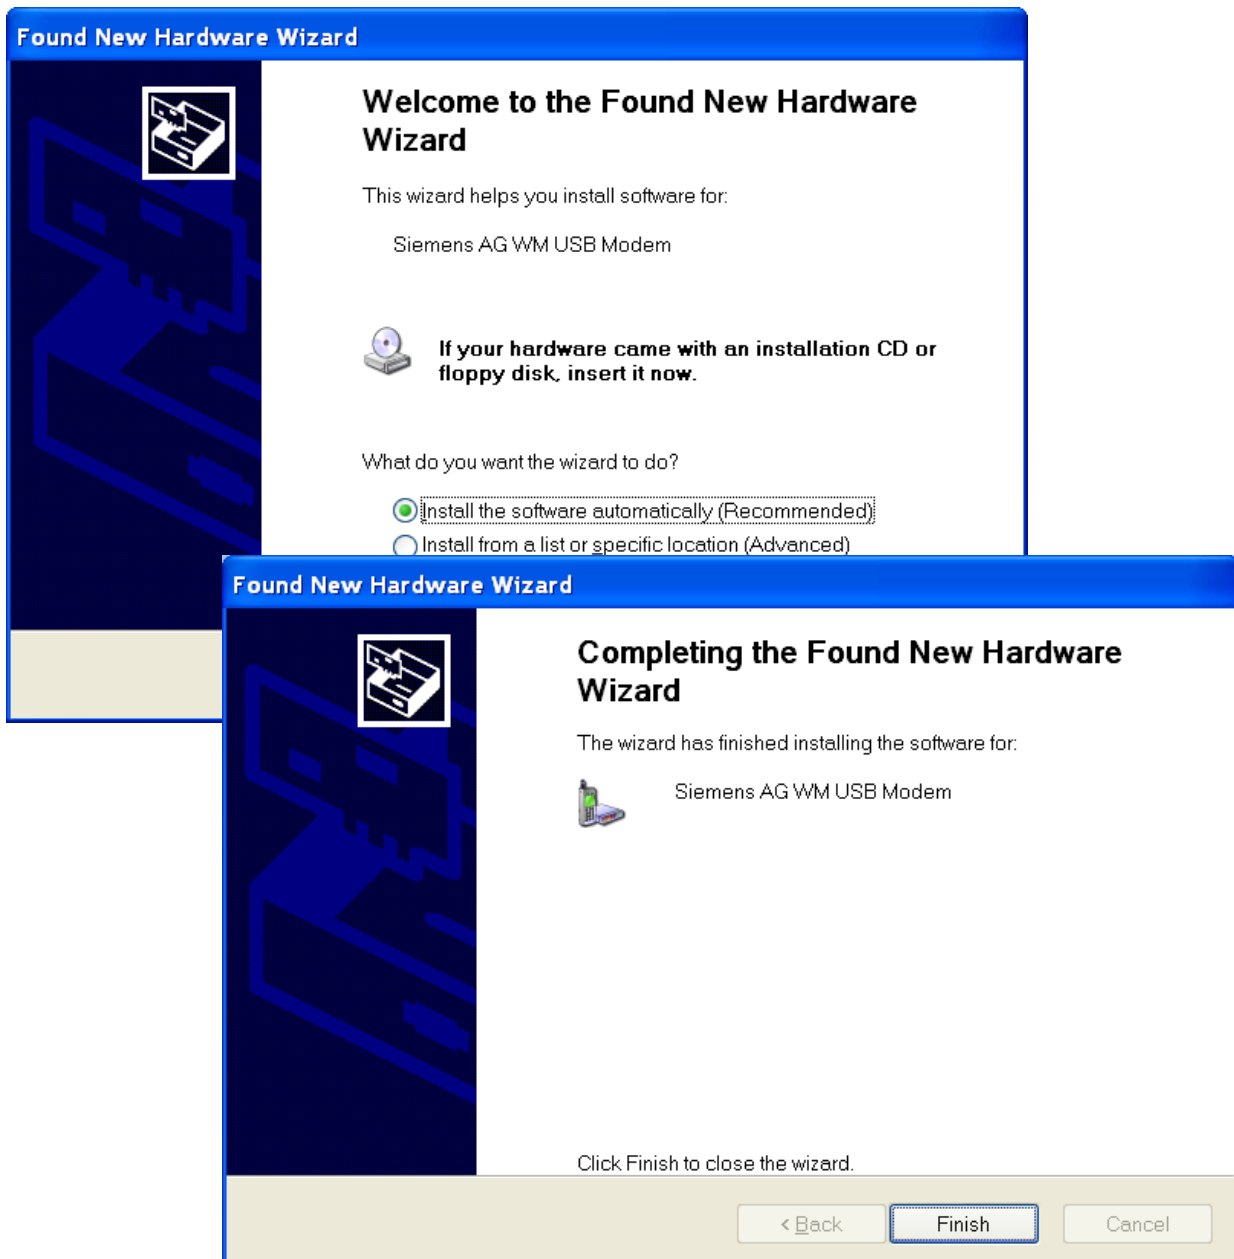 Found New Hardware Wizard
Welcome to the Found New Hardware
Wizard
This wizard helps you install software for:
Siemens AG WM USB Modem
If your hardware came with an installation CD or
floppy disk, insert it now.
What do you want the wizard to do?
Install the software automatically (Recommended)
Install from a list or specific location (Advanced)
Found New Hardware Wizard
Completing the Found New Hardware
Wizard
The wizard has finished installing the software for:
Siemens AG WM USB Modem
Click Finish to close the wizard.
< Back Finish Cancel